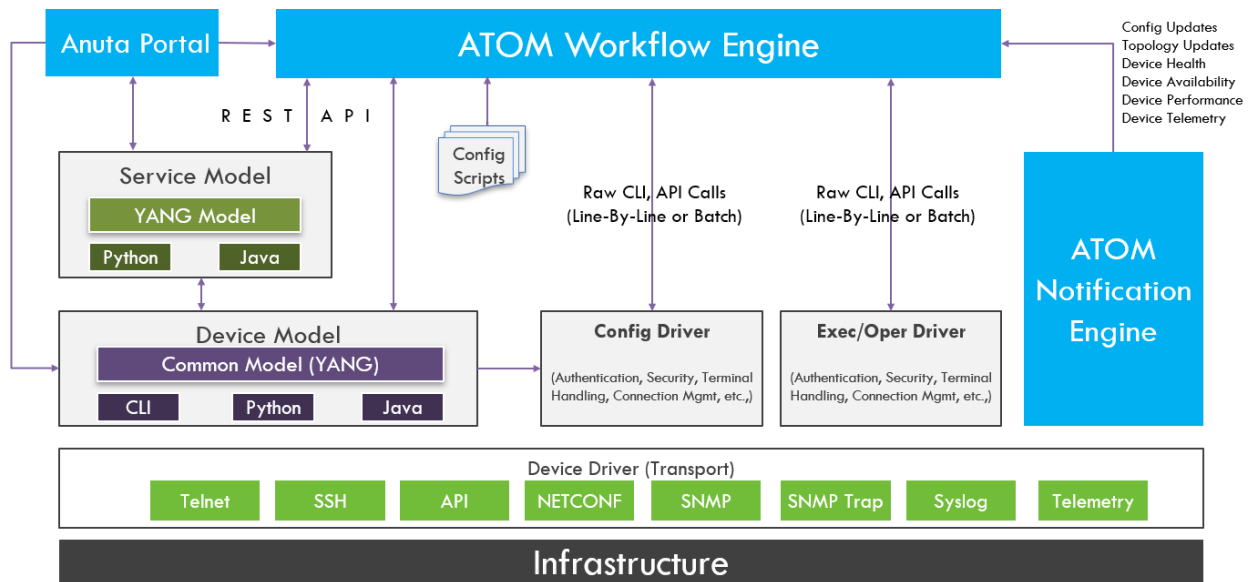 Anuta Portal
ATOM Workflow Engine
Config Updates
Topology Updates
Device Health
Device Availability
Device Performance
Device Telemetry
REST API
Config
Scripts
Service Model
YANG Model
Python
Java
Raw CLI, API Calls
(Line-By-Line or Batch)
Raw CLI, API Calls
(Line-By-Line or Batch)
ATOM
Notification
Engine
Device Model
Common Model (YANG)
CLI
Python
Java
Config Driver
(Authentication, Security, Terminal
Handling, Connection Mgmt, etc.,)
Exec/Oper Driver
(Authentication, Security, Terminal
Handling, Connection Mgmt, etc.,)
Device Driver (Transport)
Telnet
SSH
API
NETCONF
SNMP
SNMP Trap
Syslog
Telemetry
Infrastructure